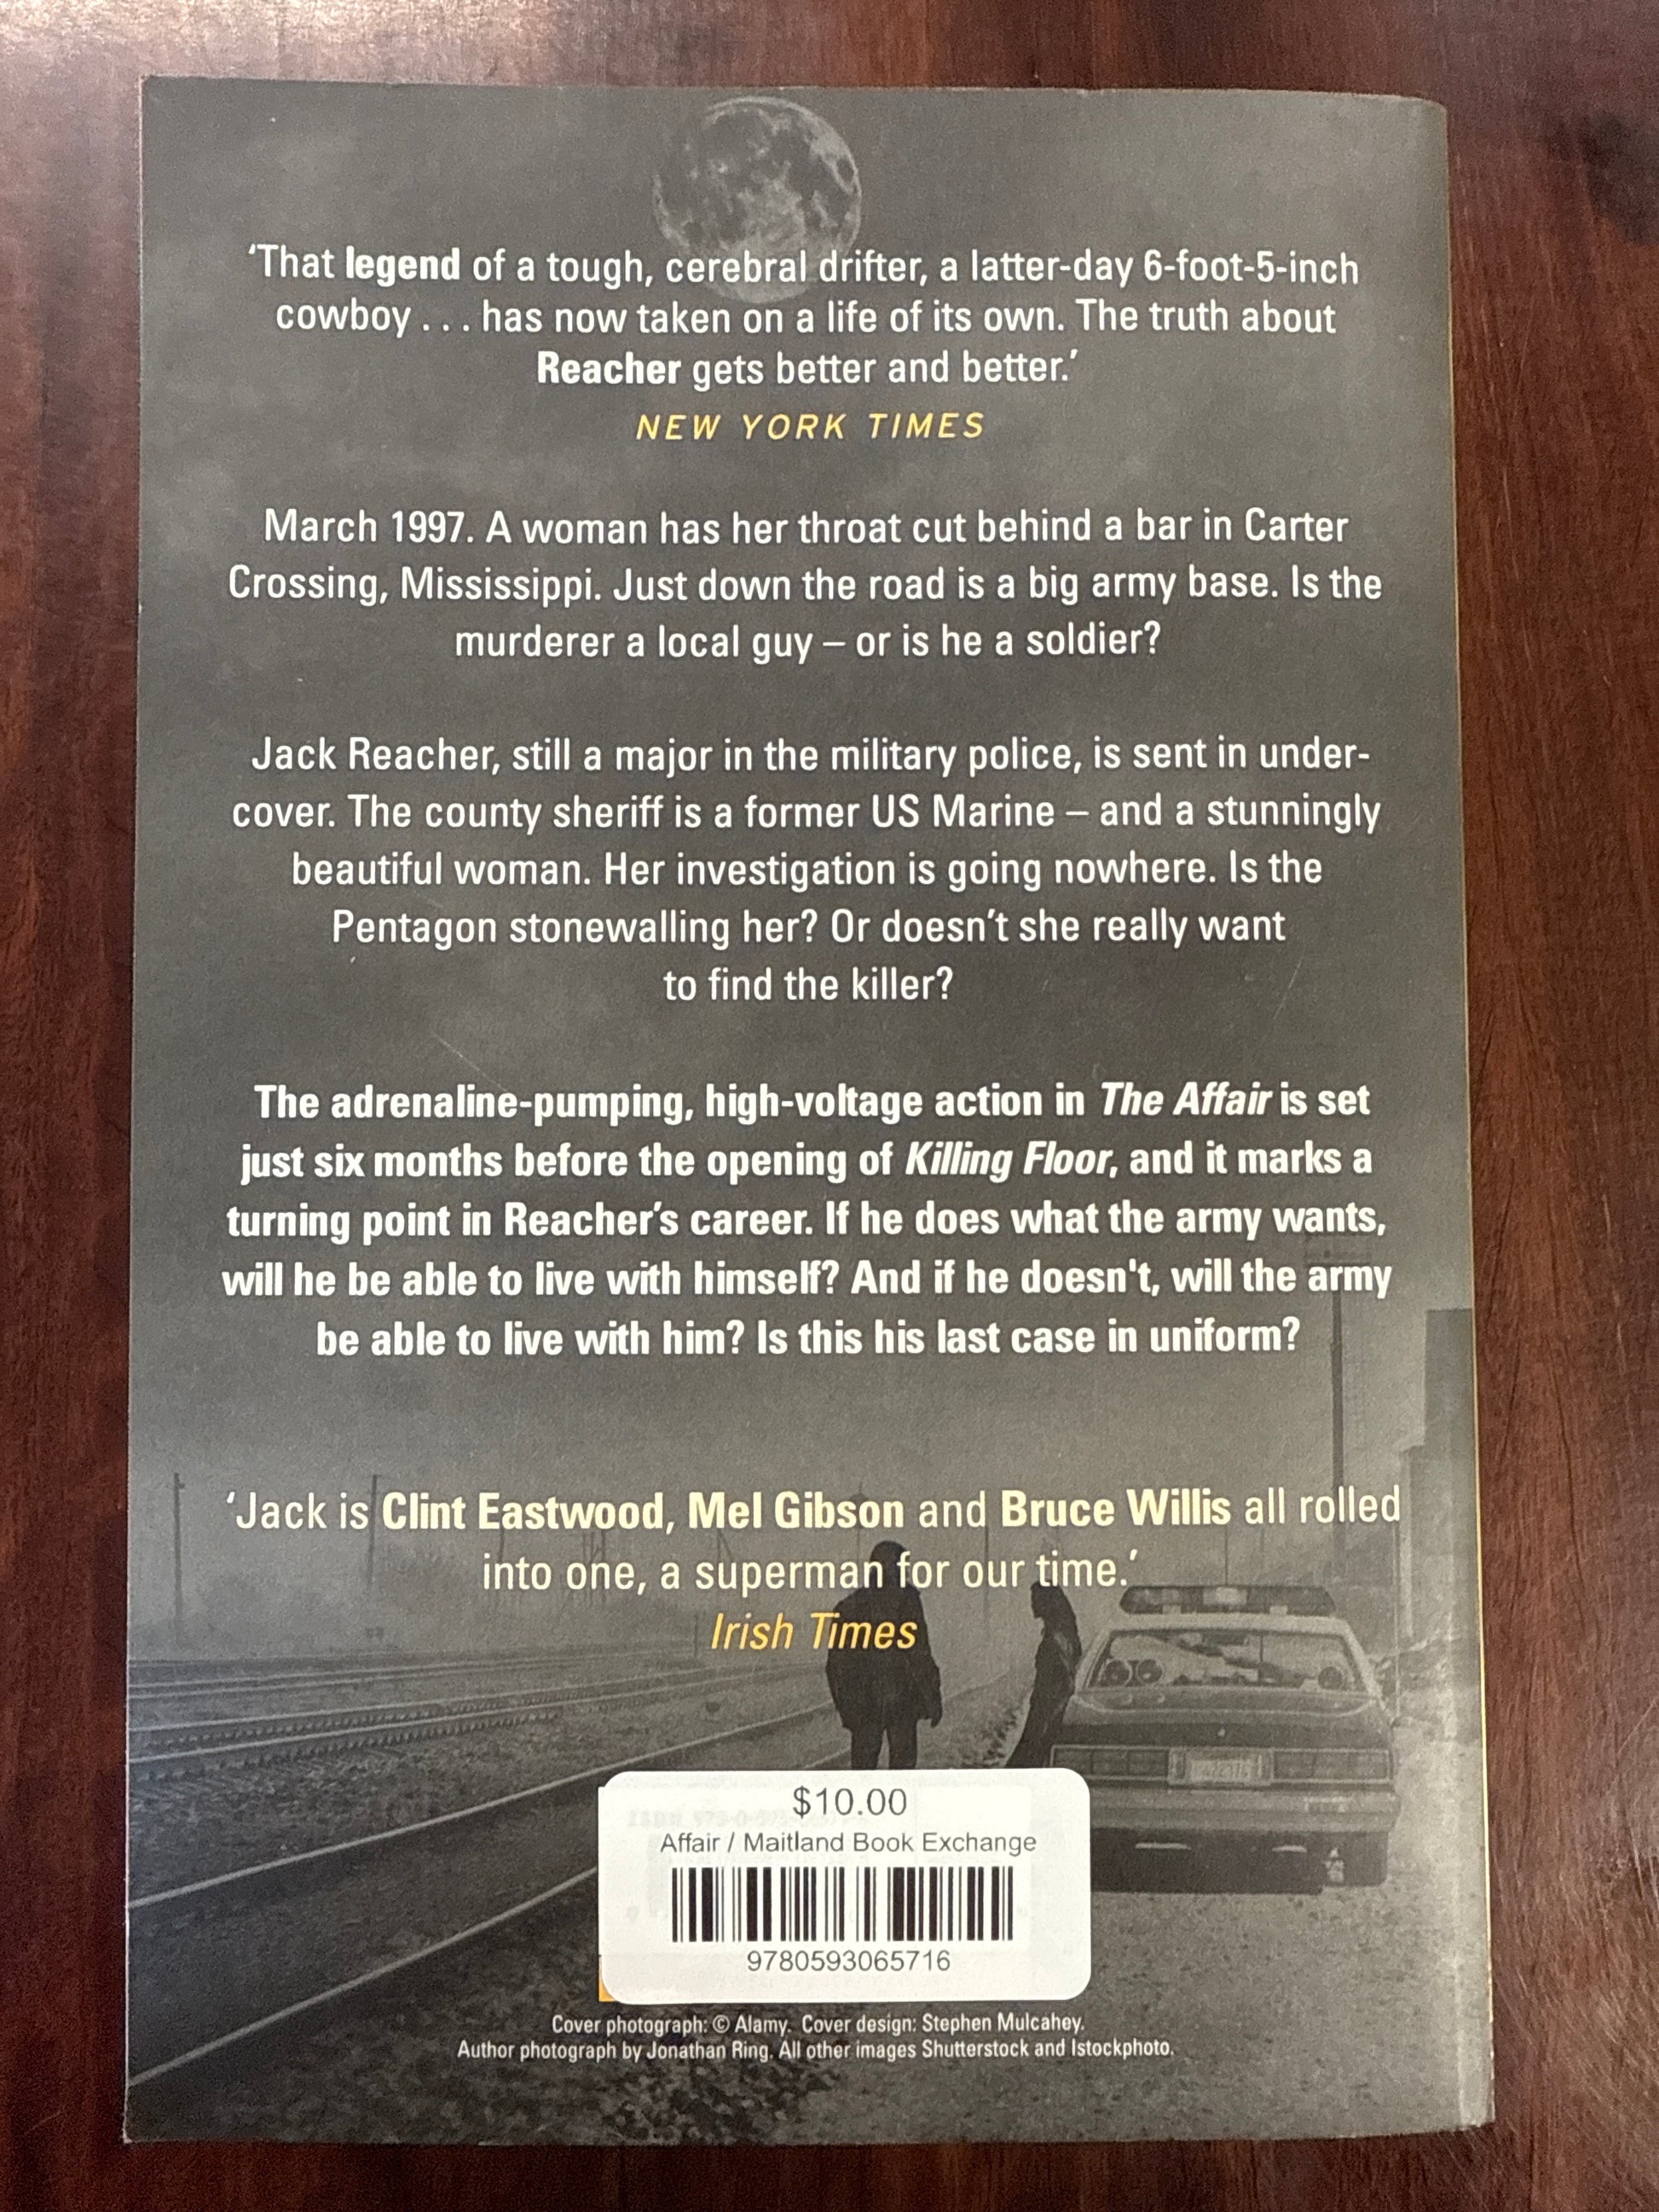 ‘That legend of a tough, cerebral drifter, a latter-day 6-foot-5-inch
cowboy . . . has now taken on a life of its own. The truth about
Reacher gets better and better.’
NEW YORK TIMES
March 1997. A woman has her throat cut behind a bar in Carter
Crossing, Mississippi. Just down the road is a big army base. Is the
murderer a local guy – or is he a soldier?
Jack Reacher, still a major in the military police, is sent in under-
cover. The county sheriff is a former US Marine – and a stunningly
beautiful woman. Her investigation is going nowhere. Is the
Pentagon stonewalling her? Or doesn’t she really want
to find the killer?
The adrenaline-pumping, high-voltage action in The Affair is set
just six months before the opening of Killing Floor, and it marks a
turning point in Reacher’s career. If he does what the army wants,
will he be able to live with himself? And if he doesn't, will the army
be able to live with him? Is this his last case in uniform?
‘Jack is Clint Eastwood, Mel Gibson and Bruce Willis all rolled
into one, a superman for our time.’
Irish Times
$10.00
Affair / Maitland Book Exchange
9780593065716
Cover photograph: © Alamy. Cover design: Stephen Mulcahey.
Author photograph by Jonathan Ring. All other images Shutterstock and Istockphoto.